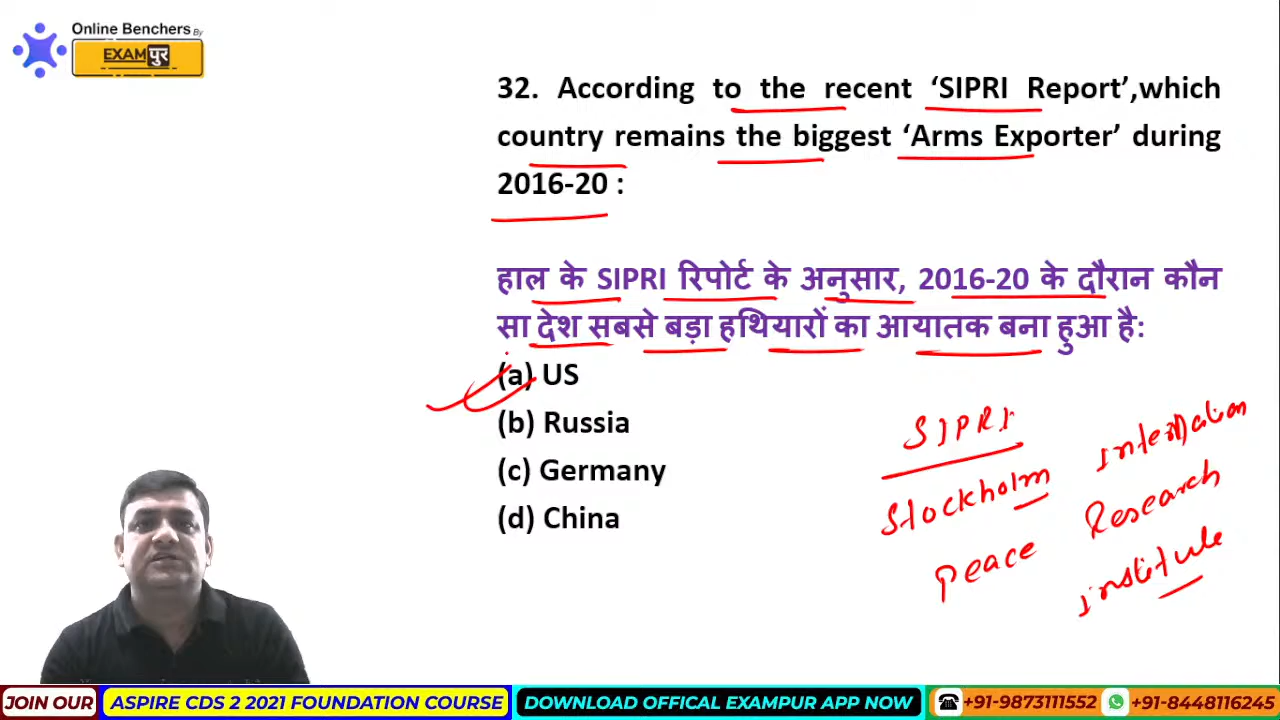 Online Benchers By
EXAMपुर
32. According to the recent ‘SIPRI Report’,which
country remains the biggest ‘Arms Exporter’ during
2016-20 :
हाल के SIPRI रिपोर्ट के अनुसार, 2016-20 के दौरान कौन
सा देश सबसे बड़ा हथियारों का आयातक बना हुआ है:
(a) US
(b) Russia
(c) Germany
(d) China
SIPRI
Stockholm
Peace
Internation
Research
institute
JOIN OUR ASPIRE CDS 2 2021 FOUNDATION COURSE DOWNLOAD OFFICAL EXAMPUR APP NOW +91-9873111552 +91-8448116245